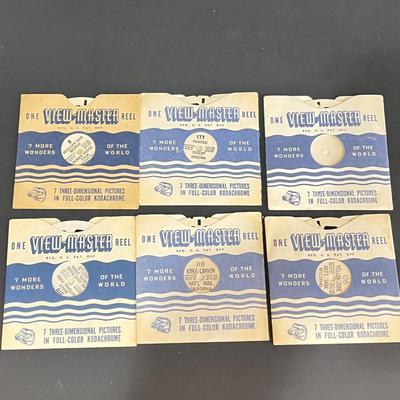 ONE VIEW-MASTER REEL
REG. U.S. PAT. OFF.
7 MORE WONDERS
OF THE WORLD
7 THREE-DIMENSIONAL PICTURES
IN FULL-COLOR KODACHROME
ONE VIEW-MASTER REEL
REG. U.S. PAT. OFF.
7 MORE WONDERS
177
PAINTED
DESERT
ARIZONA
OF THE WORLD
7 THREE-DIMENSIONAL PICTURES
IN FULL-COLOR KODACHROME
ONE VIEW-MASTER REEL
REG. U.S. PAT. OFF.
7 MORE WONDERS
OF THE WORLD
7 THREE-DIMENSIONAL PICTURES
IN FULL-COLOR KODACHROME
ONE VIEW-MASTER REEL
REG. U.S. PAT. OFF.
7 MORE WONDERS
OF THE WORLD
7 THREE-DIMENSIONAL PICTURES
IN FULL-COLOR KODACHROME
ONE VIEW-MASTER REEL
REG. U.S. PAT. OFF.
7 MORE WONDERS
118
KINGS CANYON
NAT'L PARK
CALIFORNIA
OF THE WORLD
7 THREE-DIMENSIONAL PICTURES
IN FULL-COLOR KODACHROME
ONE VIEW-MASTER REEL
REG. U.S. PAT. OFF.
7 MORE WONDERS
OF THE WORLD
7 THREE-DIMENSIONAL PICTURES
IN FULL-COLOR KODACHROME